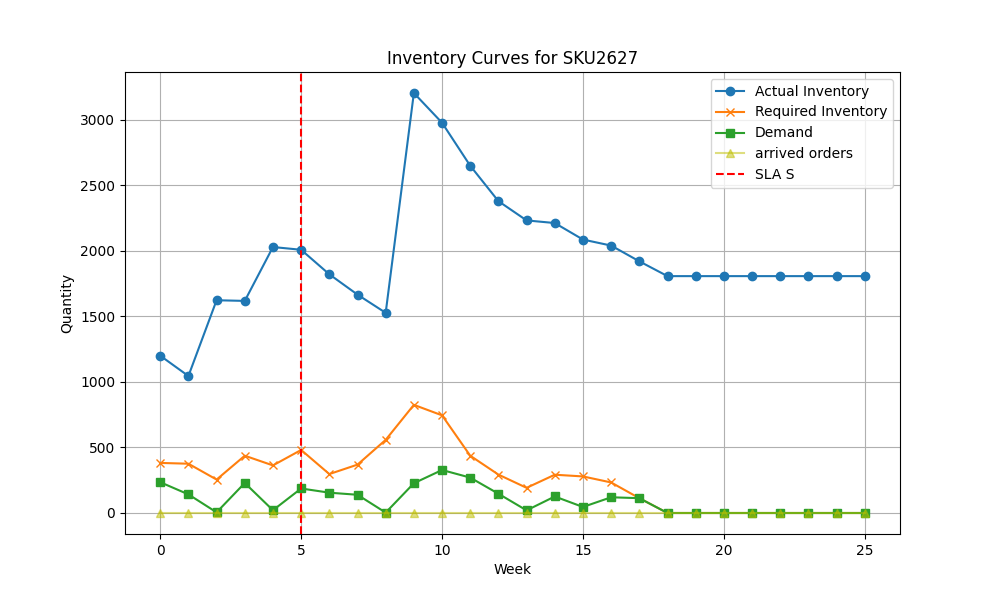 Inventory Curves for SKU2627
Actual Inventory
Required Inventory
Demand
arrived orders
SLA S
Quantity
3000
2500
2000
1500
1000
500
0
0 5 10 15 20 25
Week